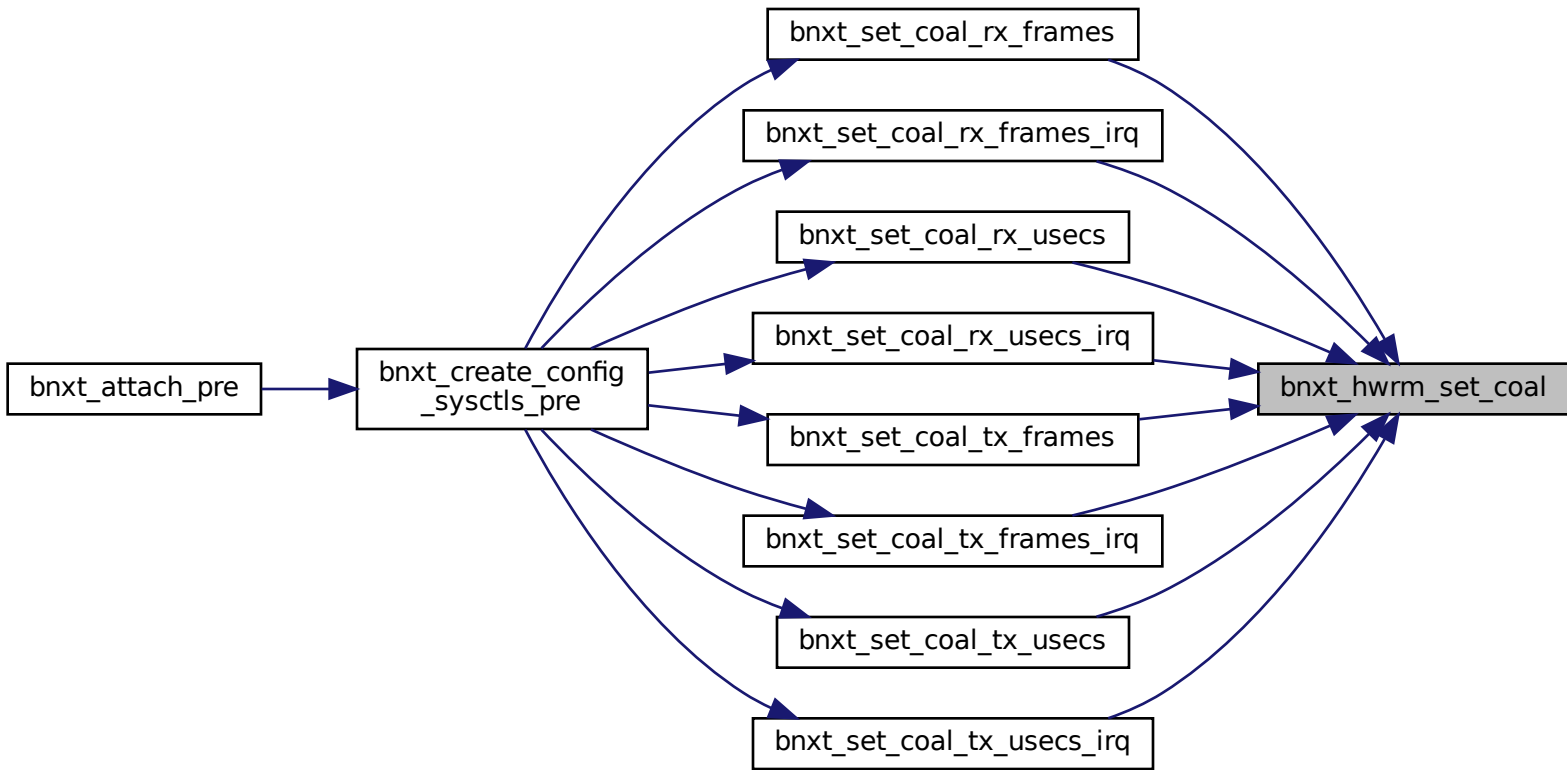 bnxt_attach_pre
bnxt_create_config
_sysctls_pre
bnxt_set_coal_rx_frames
bnxt_set_coal_rx_frames_irq
bnxt_set_coal_rx_usecs
bnxt_set_coal_rx_usecs_irq
bnxt_set_coal_tx_frames
bnxt_set_coal_tx_frames_irq
bnxt_set_coal_tx_usecs
bnxt_set_coal_tx_usecs_irq
bnxt_hwrm_set_coal